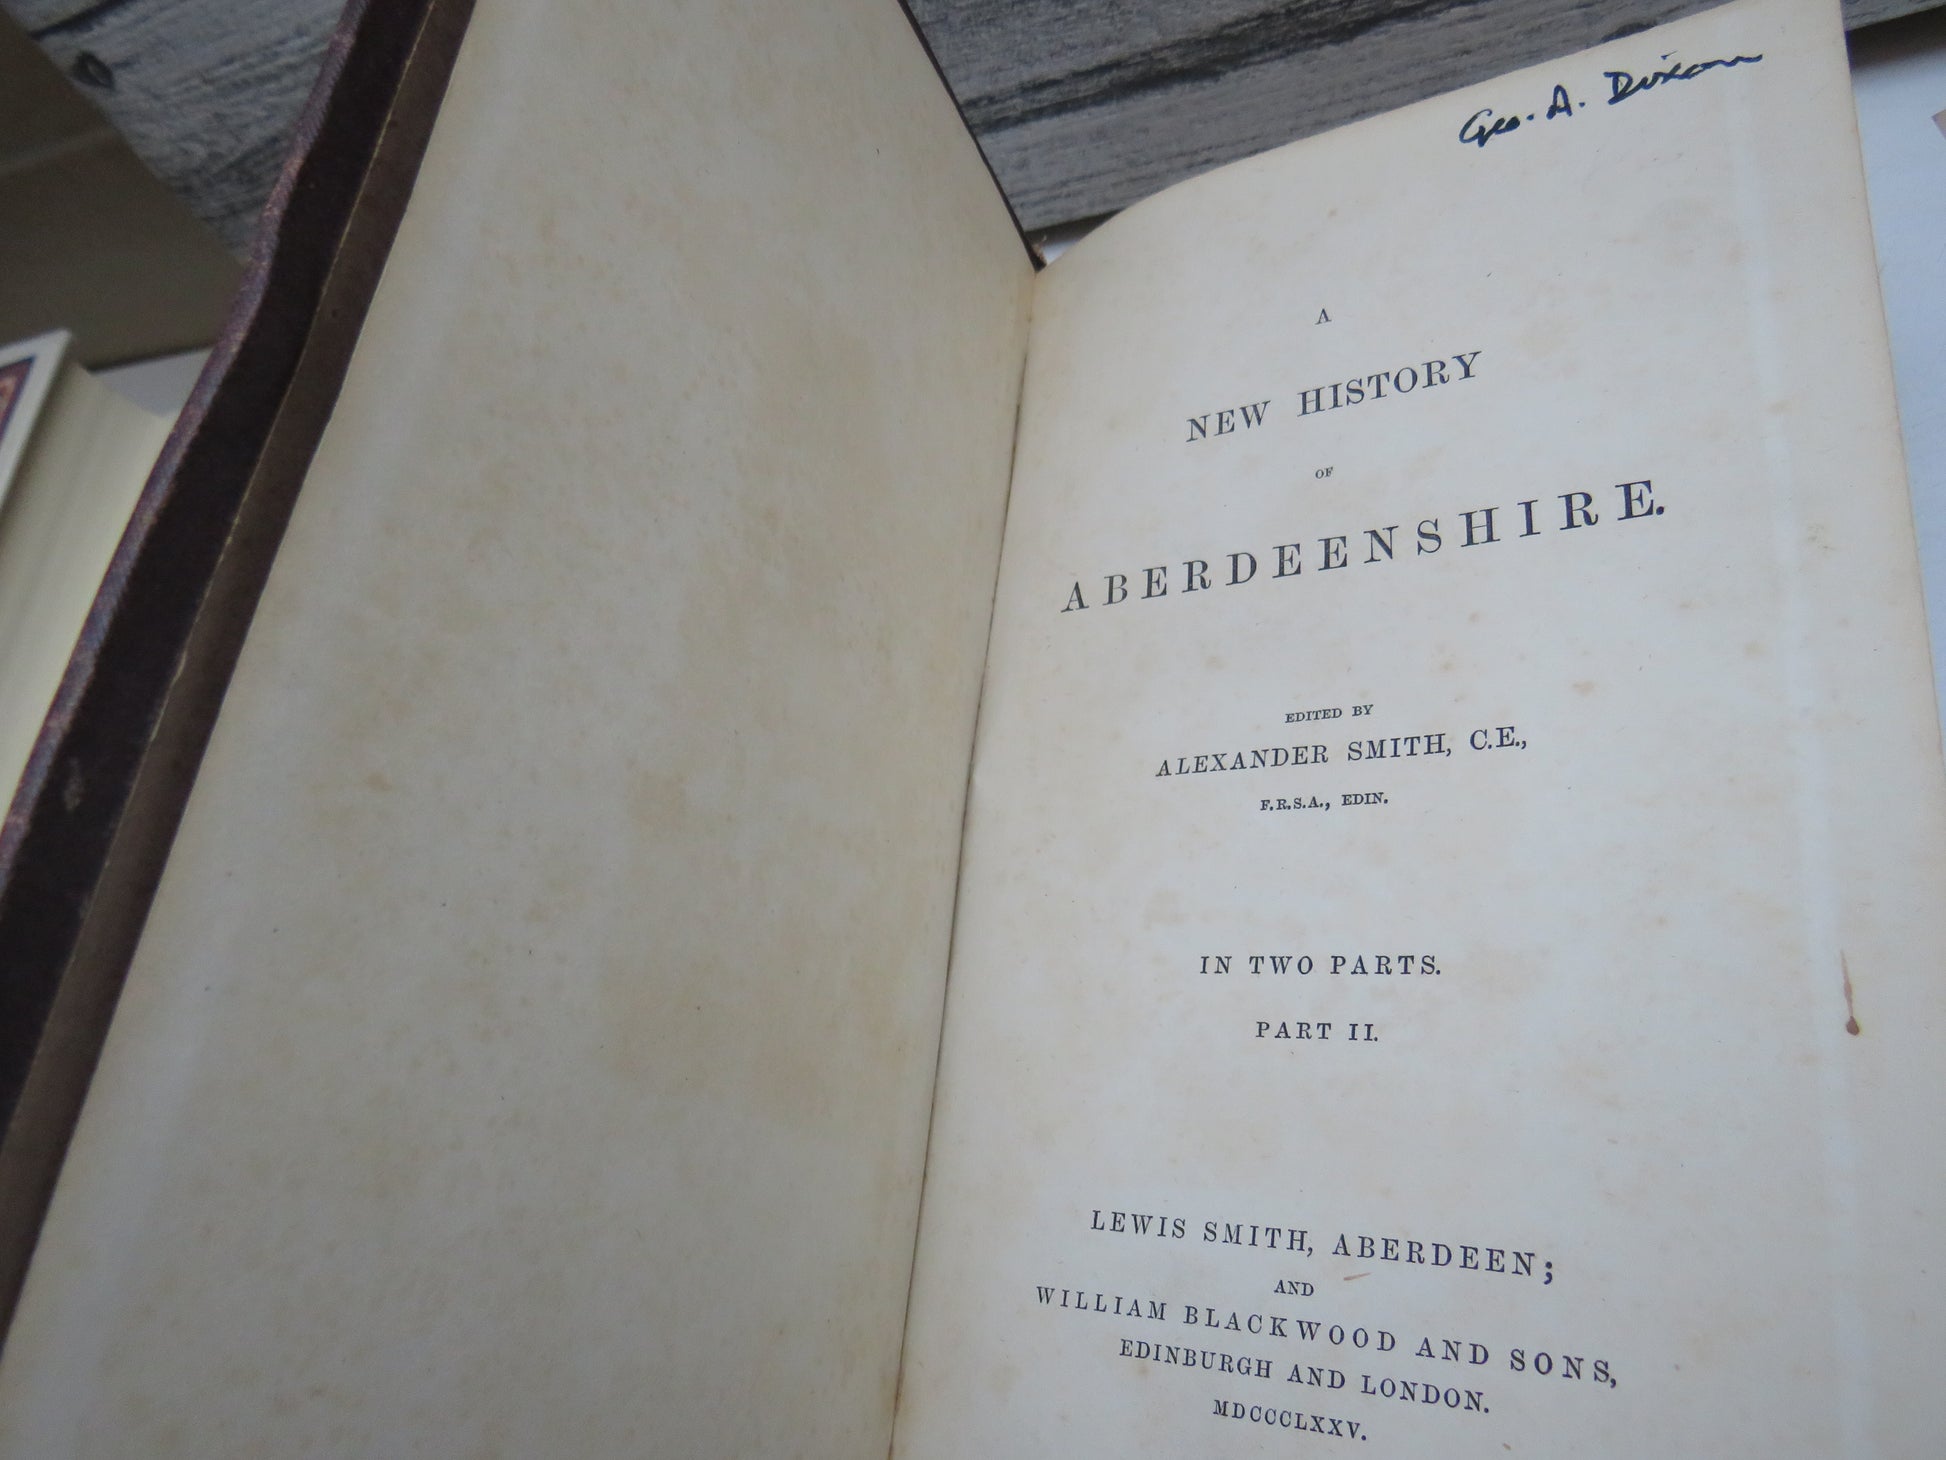 Geo. A. Dixon
A
NEW HISTORY
OF
ABERDEENSHIRE.
EDITED BY
ALEXANDER SMITH, C.E.,
F.R.S.A., EDIN.
IN TWO PARTS.
PART II.
LEWIS SMITH, ABERDEEN;
AND
WILLIAM BLACKWOOD AND SONS,
EDINBURGH AND LONDON.
MDCCCLXXV.